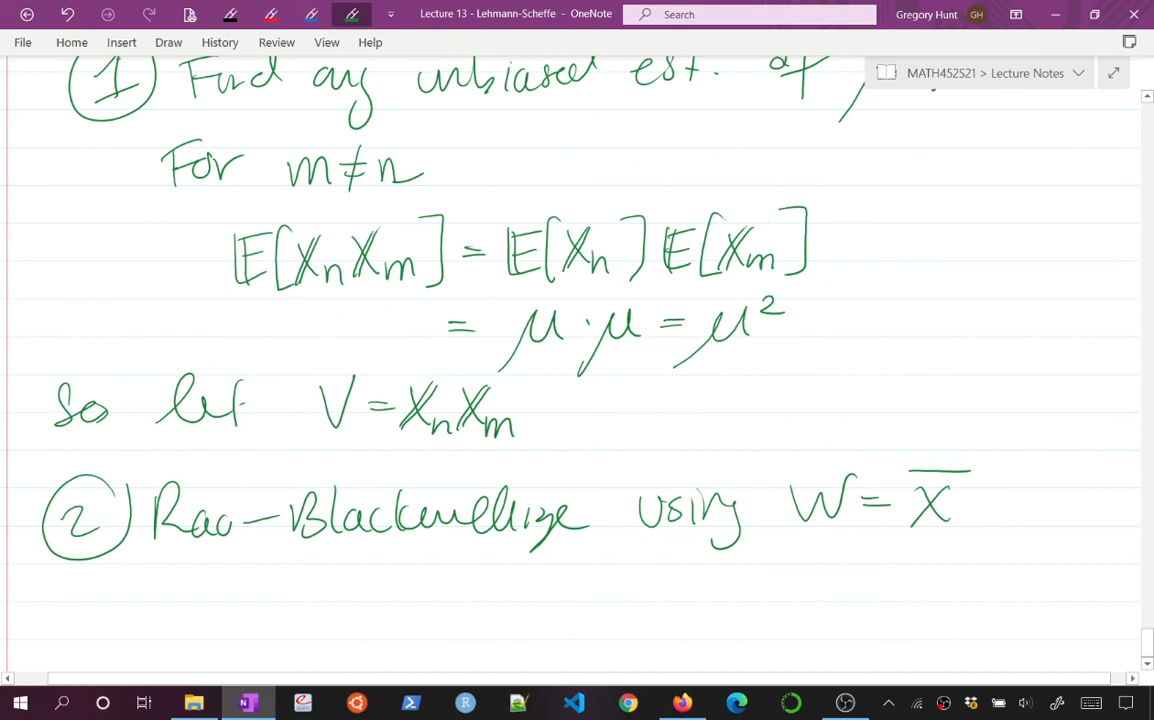 Lecture 13 - Lehmann-Scheffe - OneNote
Search
Gregory Hunt
GH
File Home Insert Draw History Review View Help
MATH452S21 > Lecture Notes
① Find any unbiased est. of
For m≠n
𝔼[XₙXₘ] = 𝔼[Xₙ] 𝔼[Xₘ]
= μ·μ = μ²
So let V = XₙXₘ
② Rao-Blackwellize using W = X̄